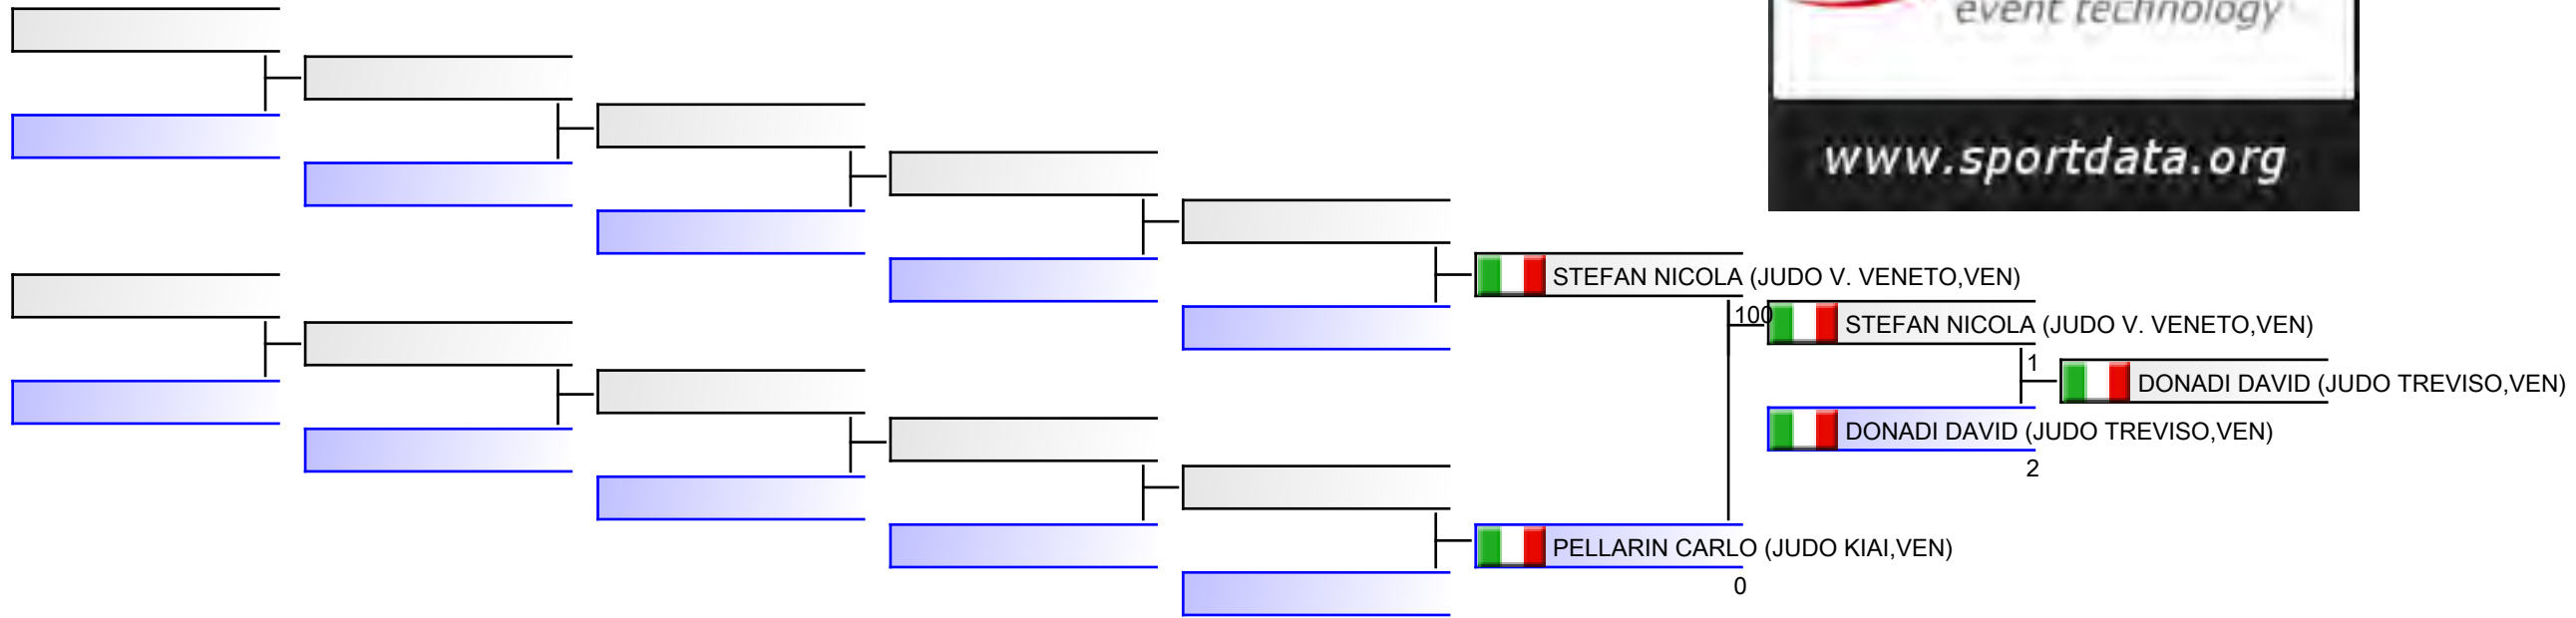 event technology
www.sportdata.org
STEFAN NICOLA (JUDO V. VENETO,VEN)
100
STEFAN NICOLA (JUDO V. VENETO,VEN)
1
DONADI DAVID (JUDO TREVISO,VEN)
DONADI DAVID (JUDO TREVISO,VEN)
2
PELLARIN CARLO (JUDO KIAI,VEN)
0